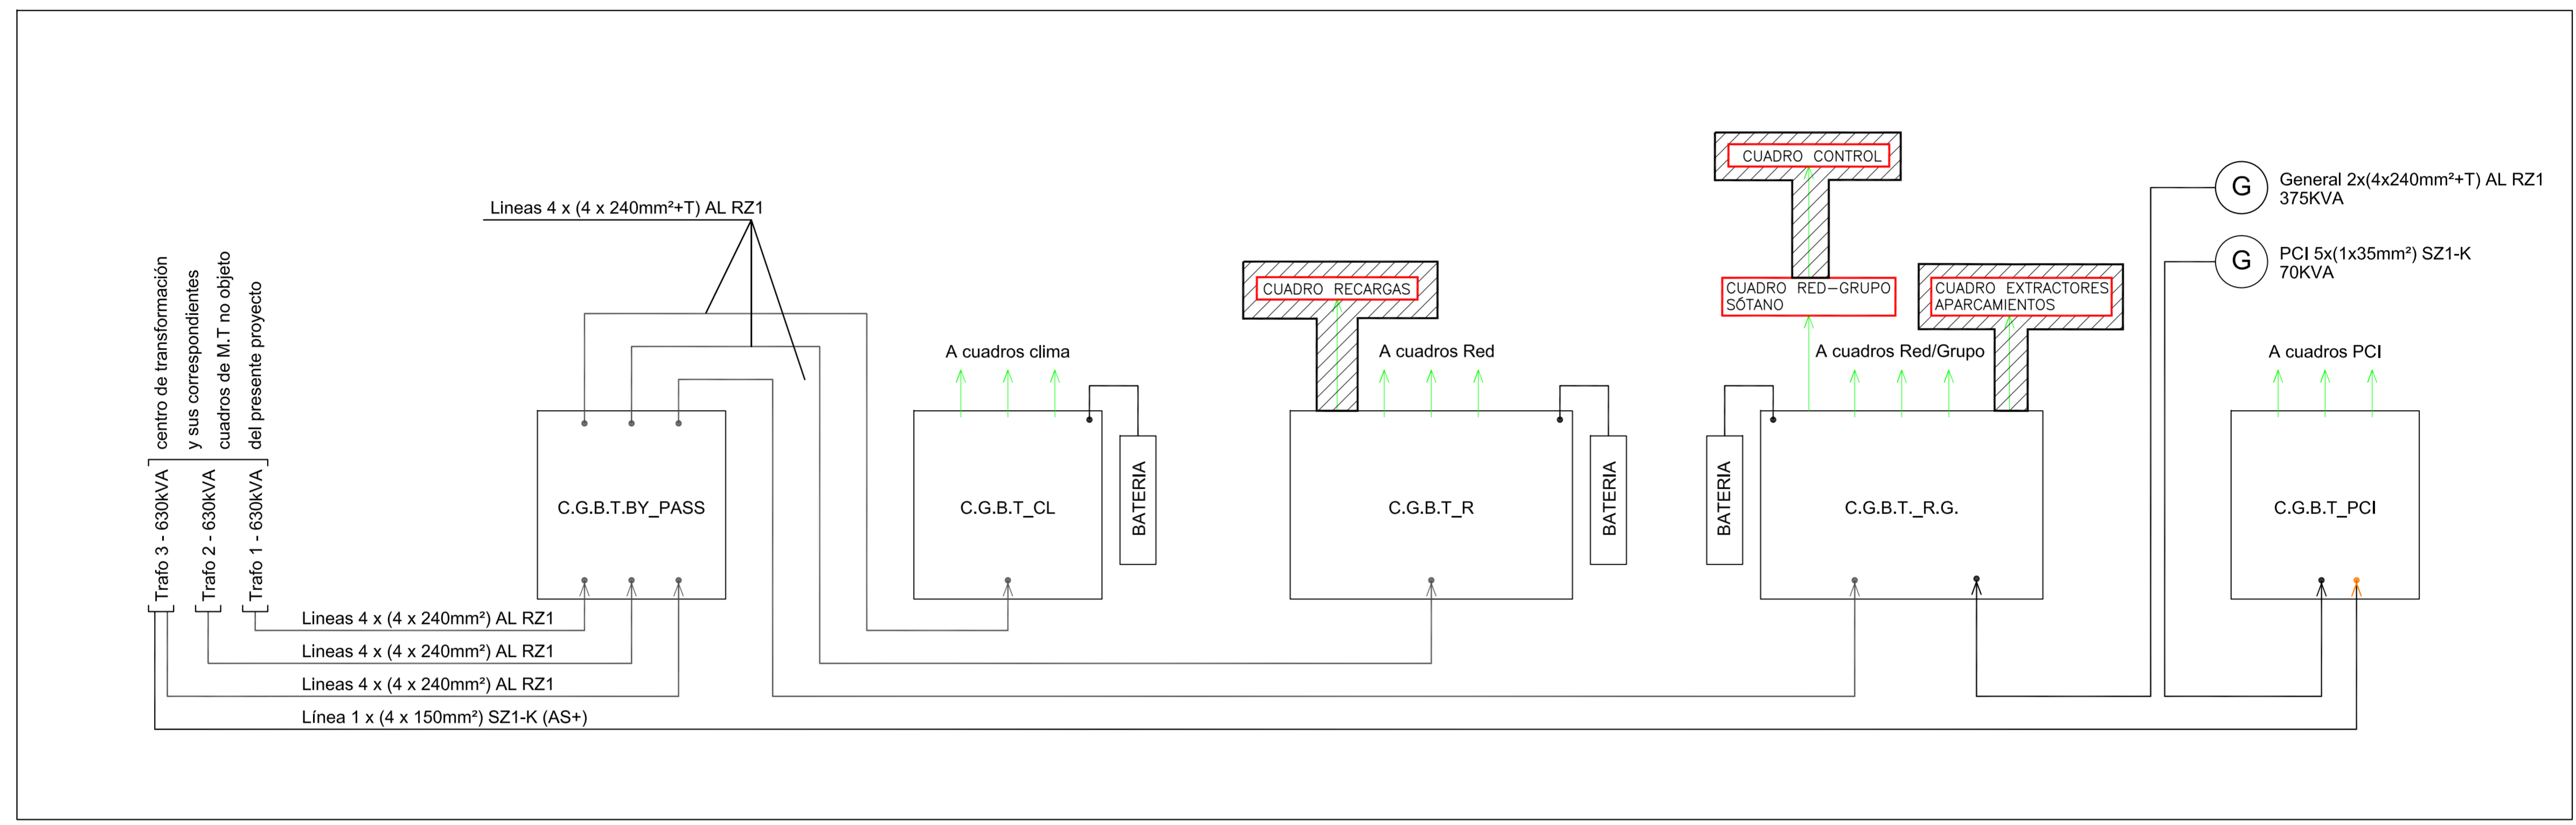 CUADRO CONTROL
General 2x(4x240mm²+T) AL RZ1
375KVA
Lineas 4 x (4 x 240mm²+T) AL RZ1
PCI 5x(1x35mm²) SZ1-K
70KVA
G
G
centro de transformación
y sus correspondientes
cuadros de M.T no objeto
del presente proyecto
CUADRO RECARGAS
CUADRO RED-GRUPO
SÓTANO
CUADRO EXTRACTORES
APARCAMIENTOS
A cuadros clima
A cuadros Red
A cuadros Red/Grupo
A cuadros PCI
Trafo 3 - 630kVA
Trafo 2 - 630kVA
Trafo 1 - 630kVA
C.G.B.T.BY_PASS
C.G.B.T_CL
BATERIA
C.G.B.T_R
BATERIA
BATERIA
C.G.B.T._R.G.
C.G.B.T_PCI
Lineas 4 x (4 x 240mm²) AL RZ1
Lineas 4 x (4 x 240mm²) AL RZ1
Lineas 4 x (4 x 240mm²) AL RZ1
Línea 1 x (4 x 150mm²) SZ1-K (AS+)